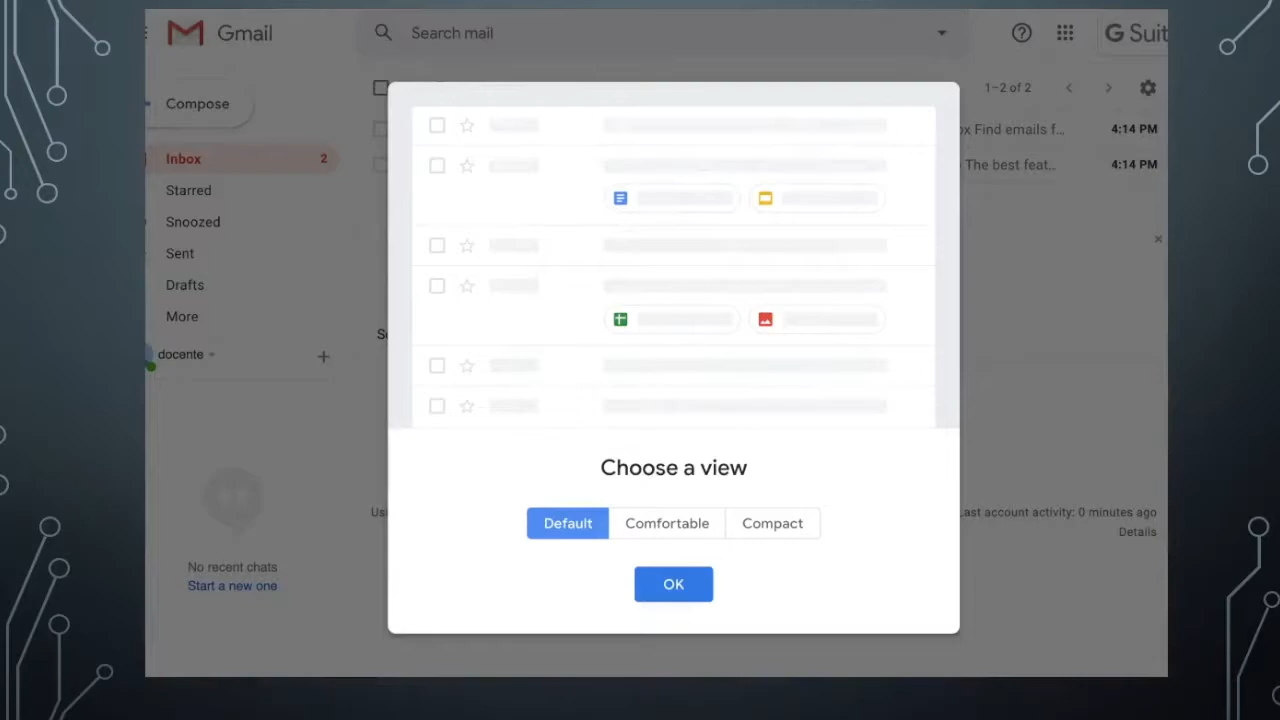 Gmail
Search mail
G Suit
Compose
1–2 of 2
Find emails f...
4:14 PM
Inbox 2
The best feat...
4:14 PM
Starred
Snoozed
Sent
Drafts
More
docente
Choose a view
Default Comfortable Compact
Last account activity: 0 minutes ago
Details
No recent chats
Start a new one
OK